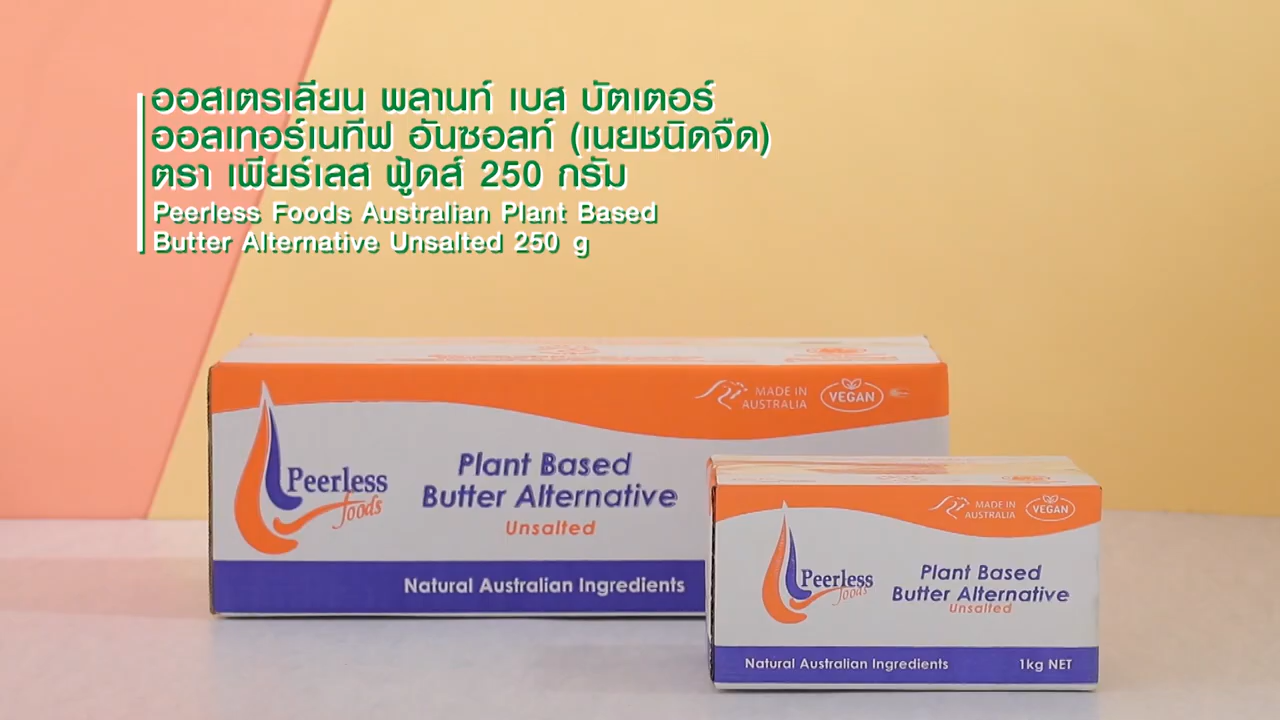 ออสเตรเลียน พลานท์ เบส บัตเตอร์
ออลเทอร์เนทีฟ อันซอลท์ (เนยชนิดจืด)
ตรา เพียร์เลส ฟู้ดส์ 250 กรัม
Peerless Foods Australian Plant Based
Butter Alternative Unsalted 250 g
MADE IN
AUSTRALIA
VEGAN
Peerless
foods
Plant Based
Butter Alternative
Unsalted
Natural Australian Ingredients
MADE IN
AUSTRALIA
VEGAN
Peerless
foods
Plant Based
Butter Alternative
Unsalted
Natural Australian Ingredients
1kg NET